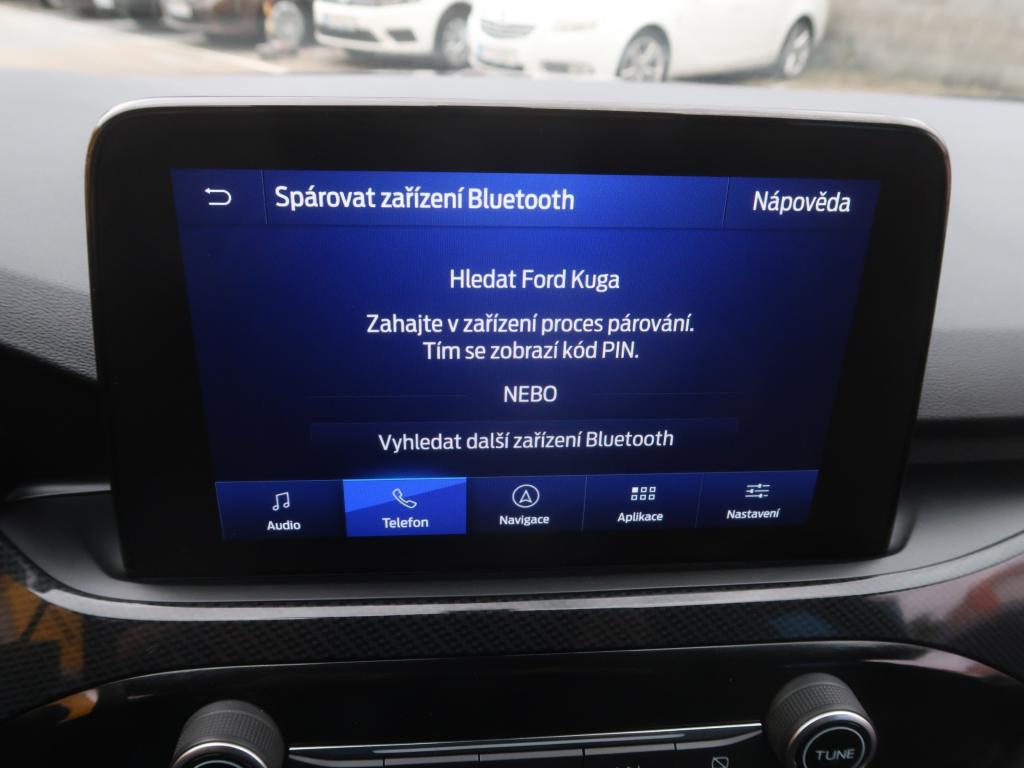 Spárovat zařízení Bluetooth
Nápověda
Hledat Ford Kuga
Zahajte v zařízení proces párování.
Tím se zobrazí kód PIN.
NEBO
Vyhledat další zařízení Bluetooth
Audio
Telefon
Navigace
Aplikace
Nastavení
TUNE